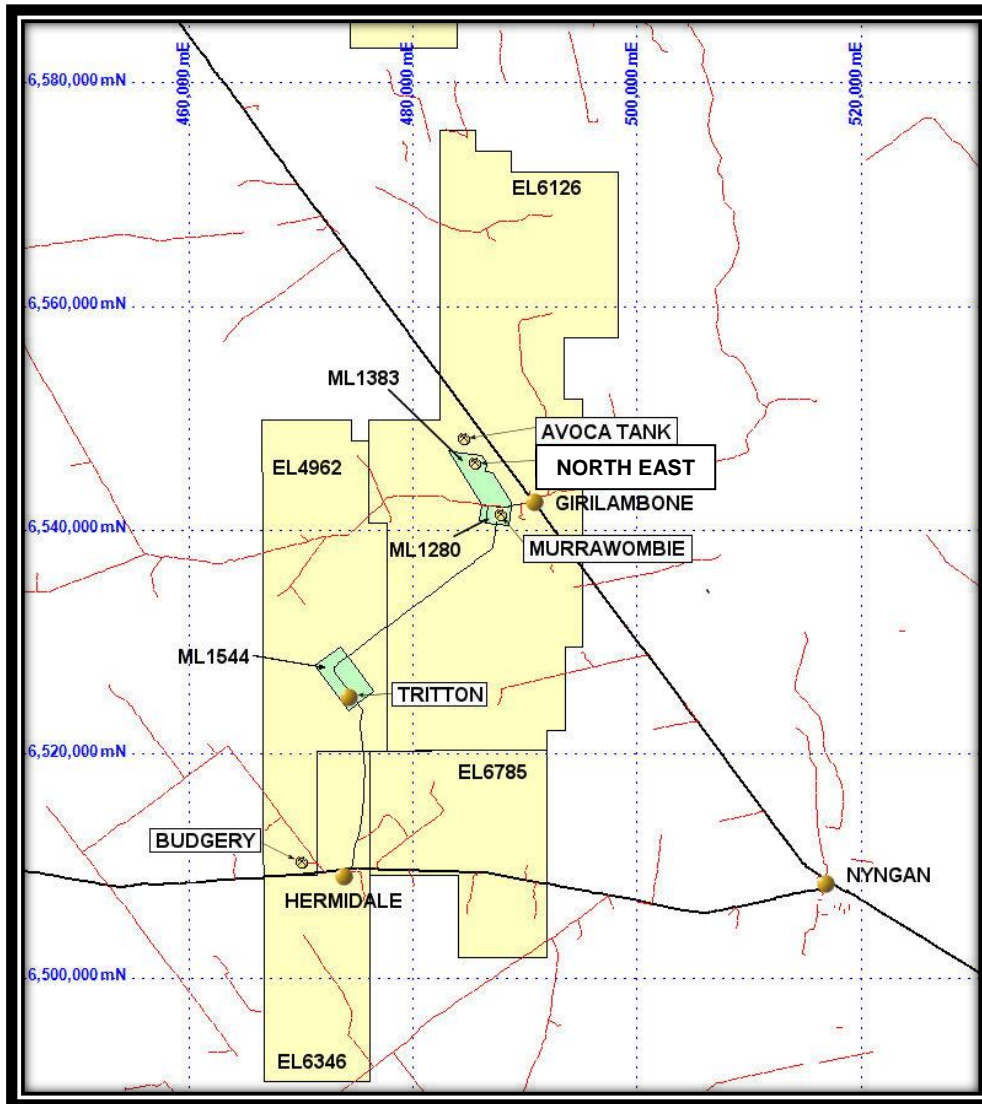 460,000 mE
480,000 mE
500,000 mE
520,000 mE
6,580,000 mN
EL6126
6,560,000 mN
ML1383
AVOCA TANK
EL4962
NORTH EAST
GIRILAMBONE
6,540,000 mN
ML1280
MURRAWOMBIE
ML1544
TRITTON
6,520,000 mN
EL6785
BUDGERY
NYNGAN
HERMIDALE
6,500,000 mN
EL6346